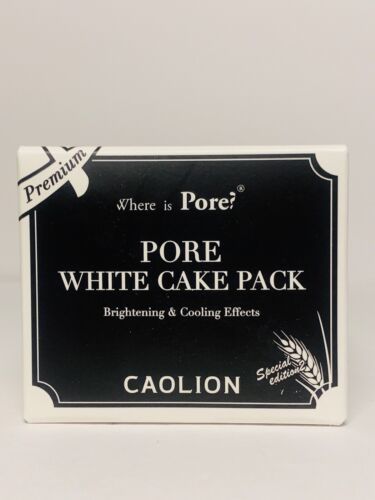 Premium
Where is Pore?®
PORE
WHITE CAKE PACK
Brightening & Cooling Effects
Special
edition
CAOLION